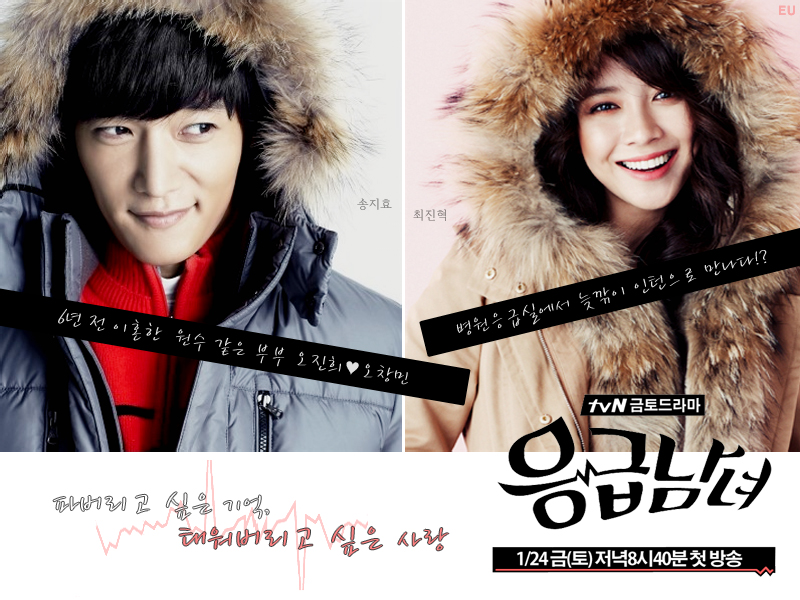 EU
송지효
최진혁
6년 전 이혼한 원수 같은 부부 오진희♥오창민
병원응급실에서 늦깎이 인턴으로 만나다!?
tvN 금토드라마
응급남녀
파버리고 싶은 기억,
태워버리고 싶은 사랑
1/24 금(토) 저녁8시40분 첫 방송